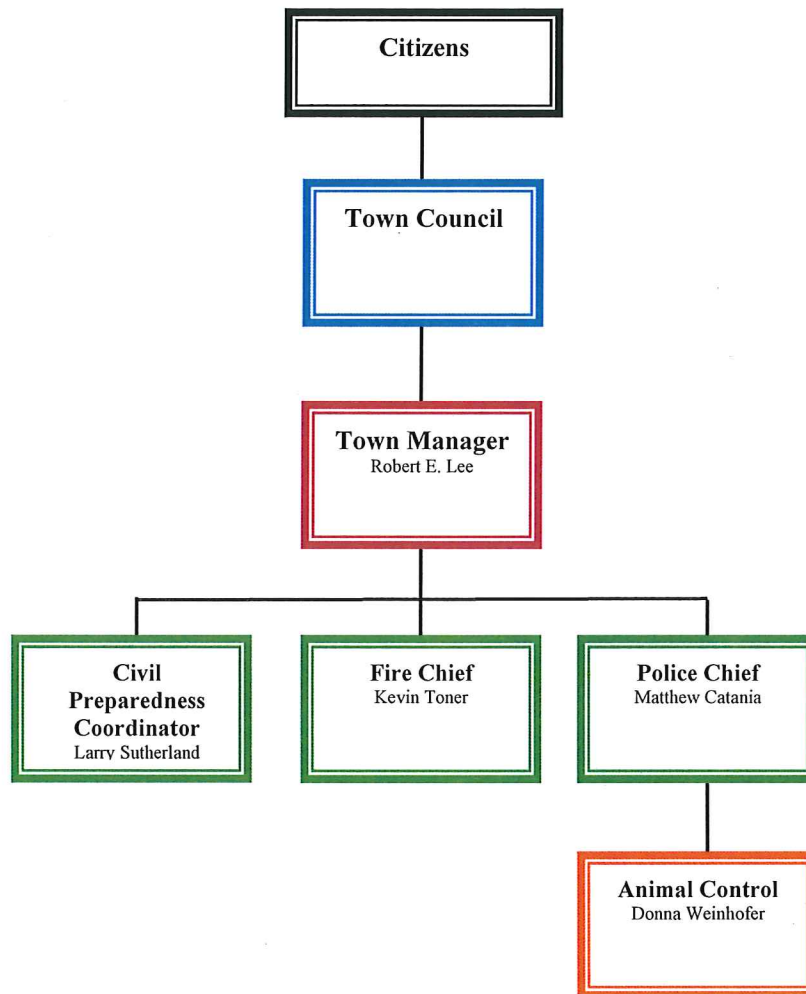 Citizens
Town Council
Town Manager
Robert E. Lee
Civil
Preparedness
Coordinator
Larry Sutherland
Fire Chief
Kevin Toner
Police Chief
Matthew Catania
Animal Control
Donna Weinhofer